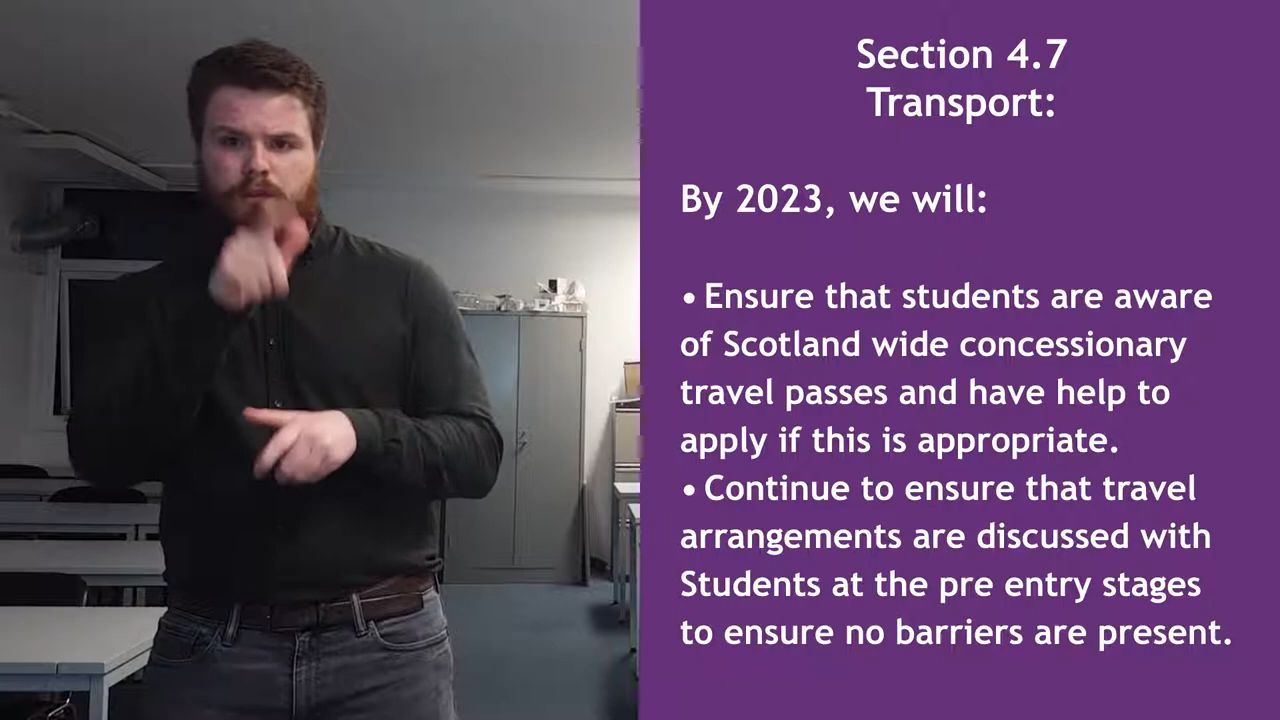 Section 4.7
Transport:
By 2023, we will:
• Ensure that students are aware
of Scotland wide concessionary
travel passes and have help to
apply if this is appropriate.
• Continue to ensure that travel
arrangements are discussed with
Students at the pre entry stages
to ensure no barriers are present.